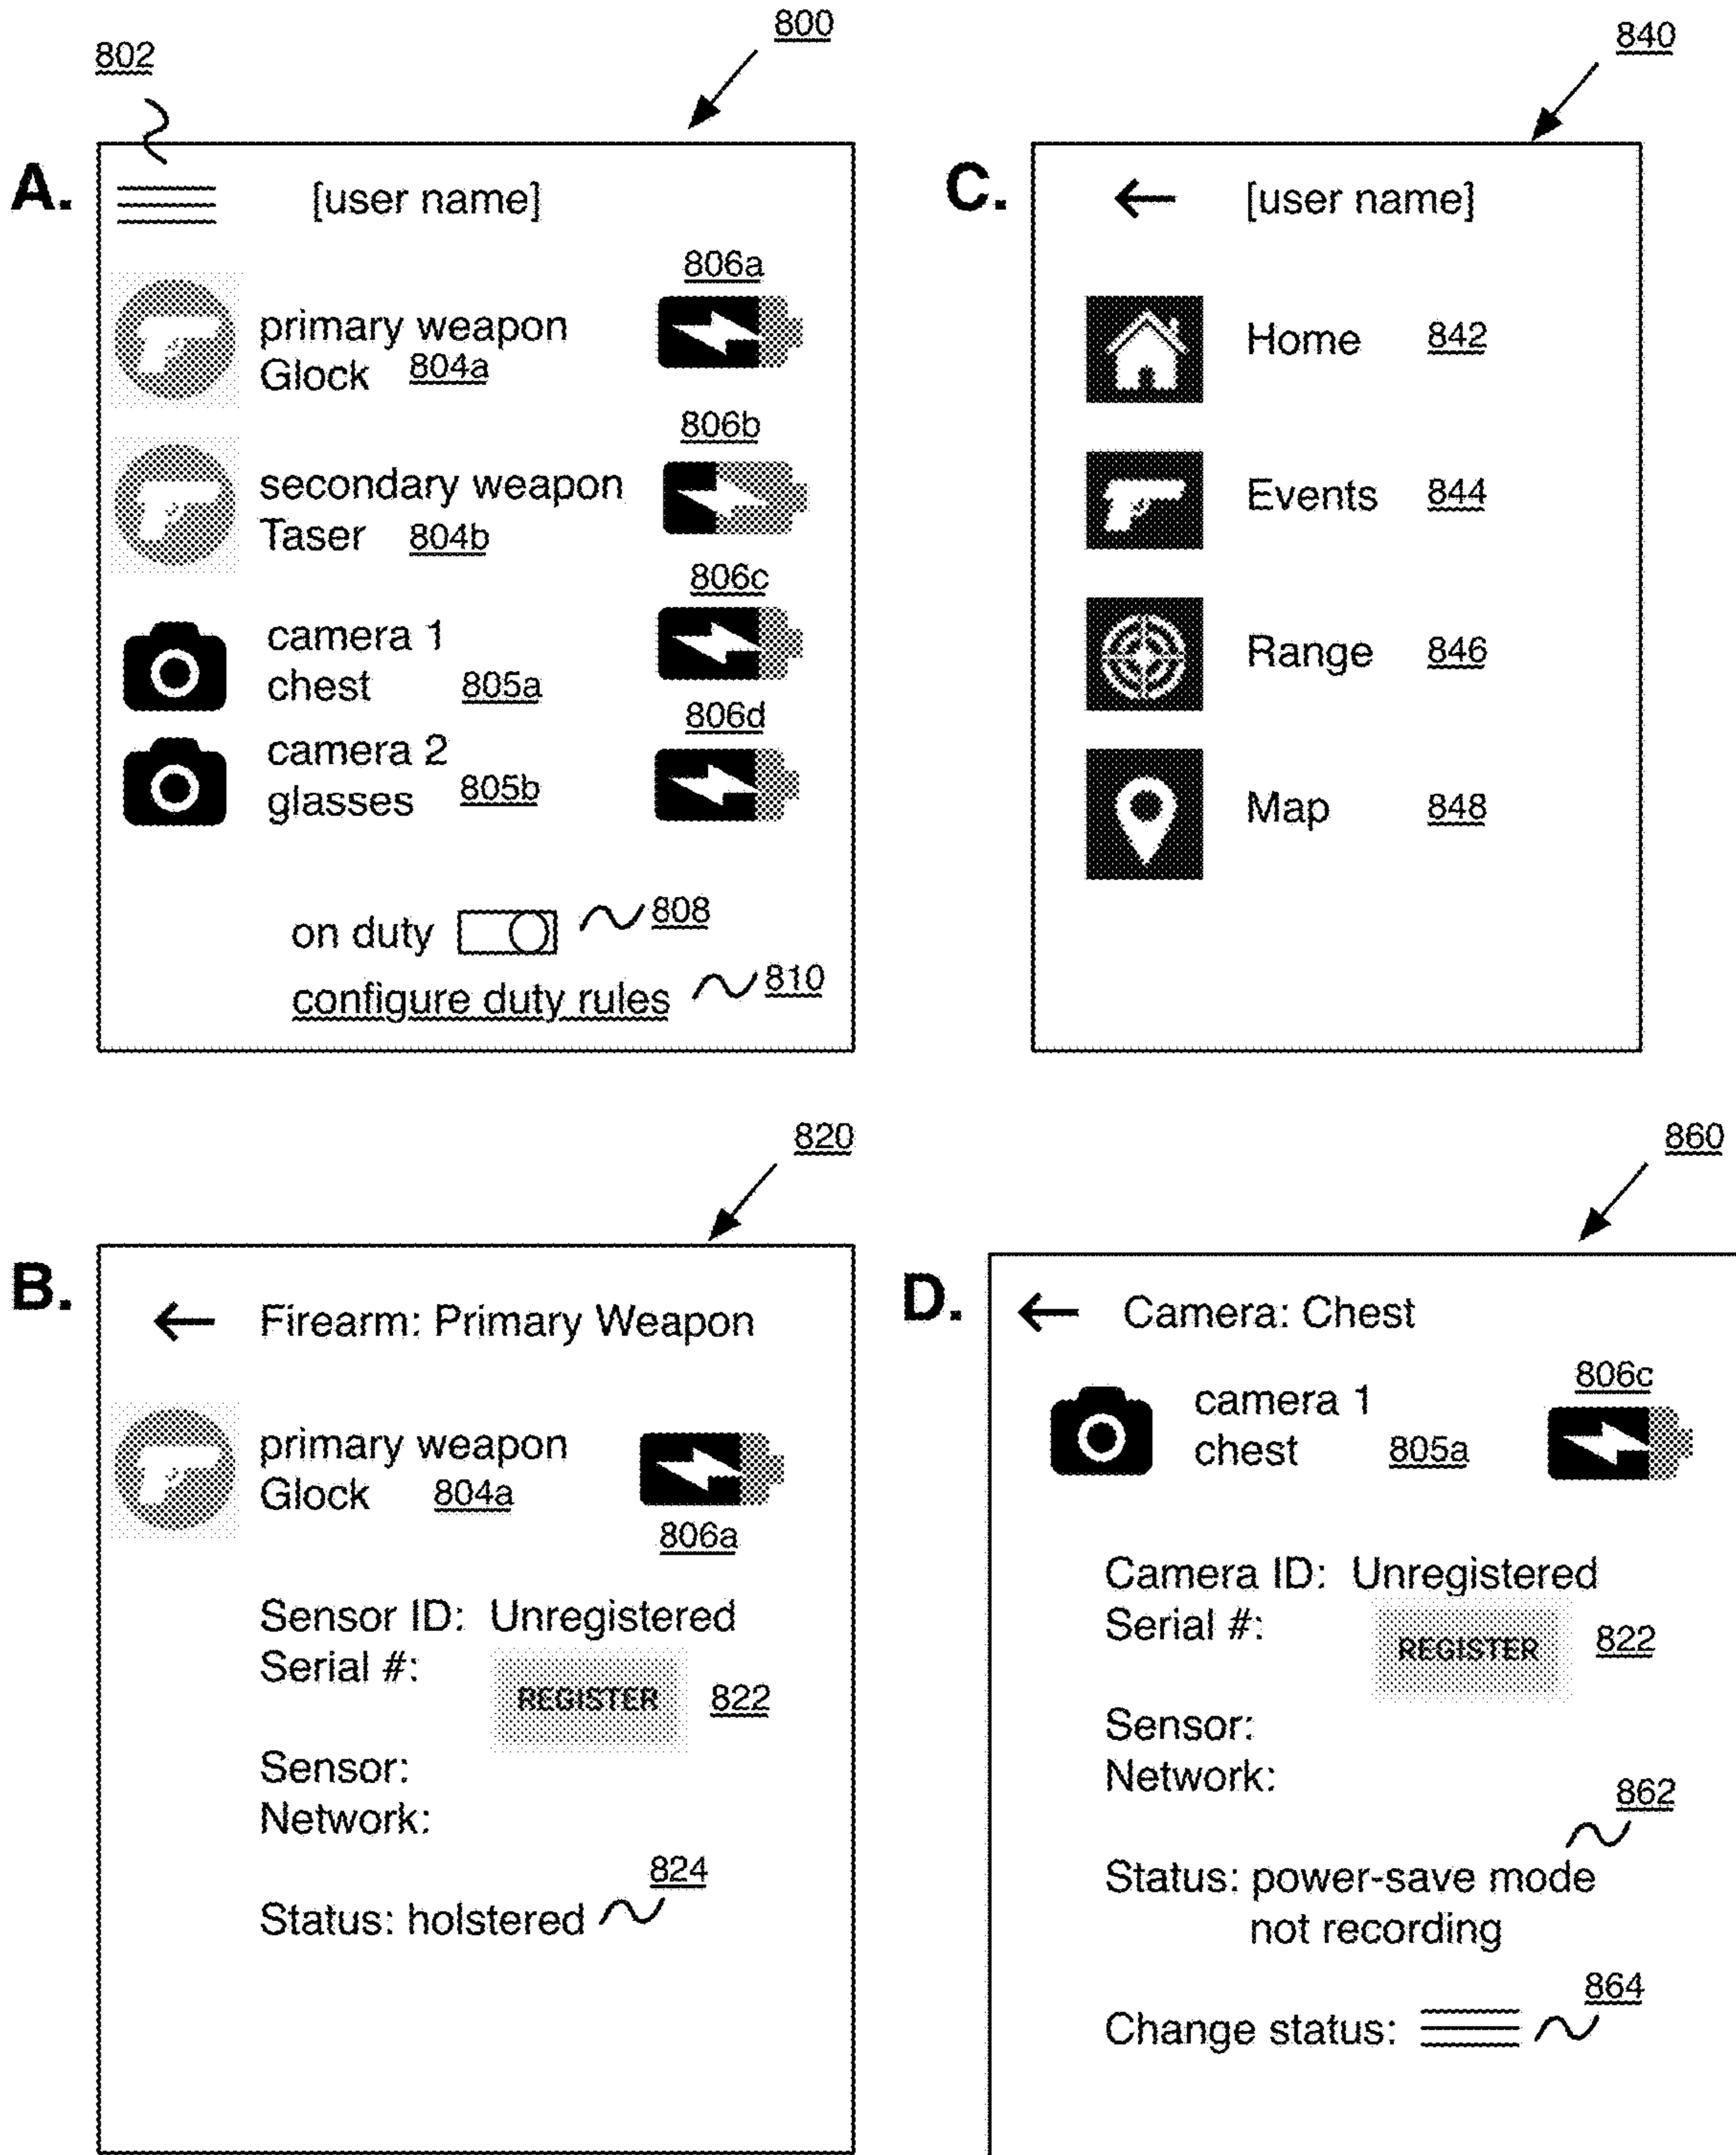 800
802
A.
[user name]
806a
primary weapon
Glock 804a
806b
secondary weapon
Taser 804b
806c
camera 1
chest 805a
806d
camera 2
glasses 805b
on duty 808
configure duty rules 810
840
C.
[user name]
Home 842
Events 844
Range 846
Map 848
820
B.
Firearm: Primary Weapon
primary weapon
Glock 804a
806a
Sensor ID: Unregistered
Serial #:
REGISTER 822
Sensor:
Network:
824
Status: holstered
860
D.
Camera: Chest
806c
camera 1
chest 805a
Camera ID: Unregistered
Serial #:
REGISTER 822
Sensor:
Network:
862
Status: power-save mode
not recording
864
Change status: